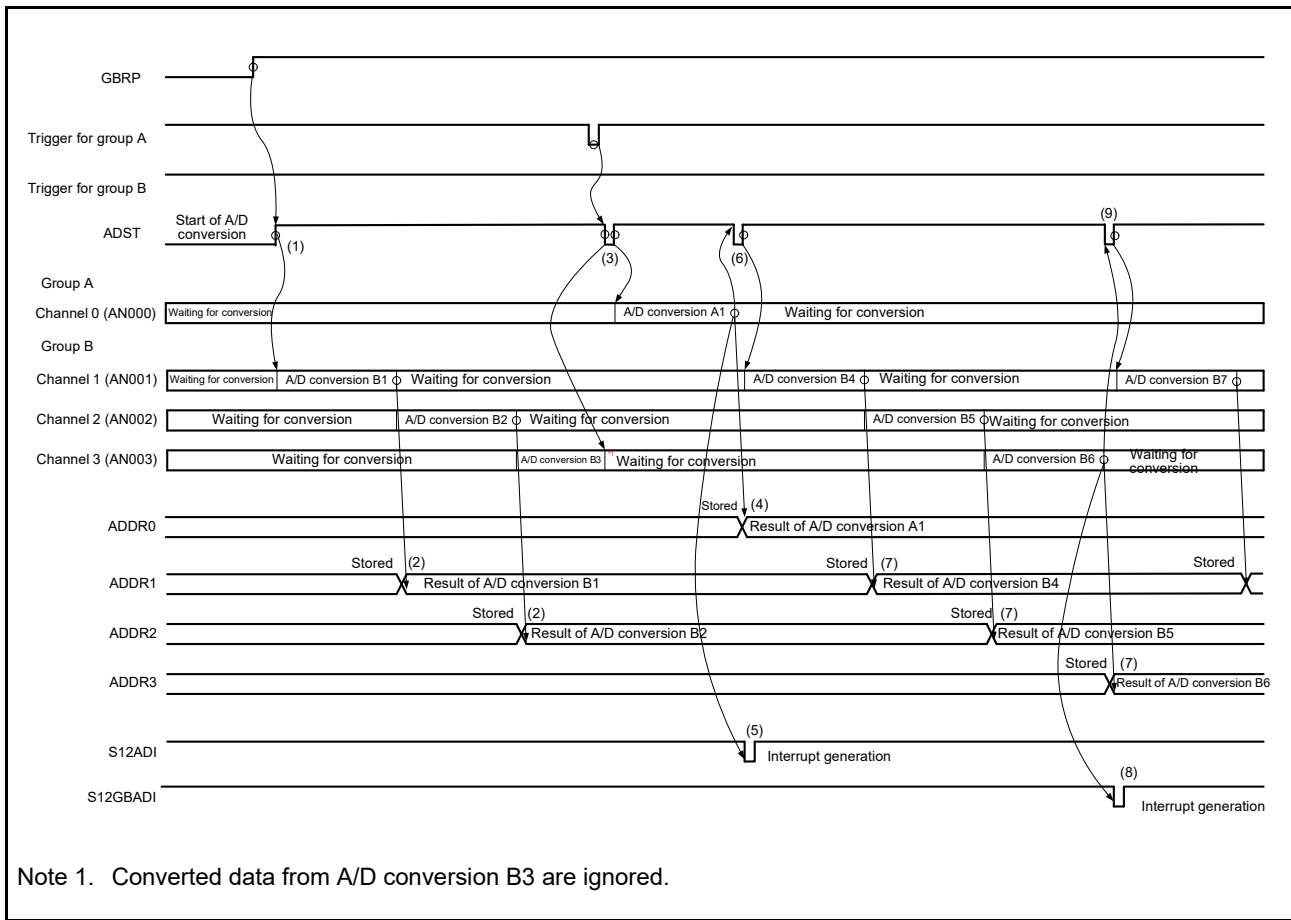 GBRP
Trigger for group A
Trigger for group B
Start of A/D
conversion
ADST
(1)
(3)
(6)
(9)
Group A
Channel 0 (AN000)
Waiting for conversion
A/D conversion A1
Waiting for conversion
Group B
Channel 1 (AN001)
Waiting for conversion
A/D conversion B1
Waiting for conversion
A/D conversion B4
Waiting for conversion
A/D conversion B7
Channel 2 (AN002)
Waiting for conversion
A/D conversion B2
Waiting for conversion
A/D conversion B5
Waiting for conversion
Channel 3 (AN003)
Waiting for conversion
A/D conversion B3
*1
Waiting for conversion
A/D conversion B6
Waiting for
conversion
ADDR0
Stored
(4)
Result of A/D conversion A1
ADDR1
Stored
(2)
Result of A/D conversion B1
Stored
(7)
Result of A/D conversion B4
Stored
ADDR2
Stored
(2)
Result of A/D conversion B2
Stored
(7)
Result of A/D conversion B5
ADDR3
Stored
(7)
Result of A/D conversion B6
S12ADI
(5)
Interrupt generation
S12GBADI
(8)
Interrupt generation
Note 1. Converted data from A/D conversion B3 are ignored.